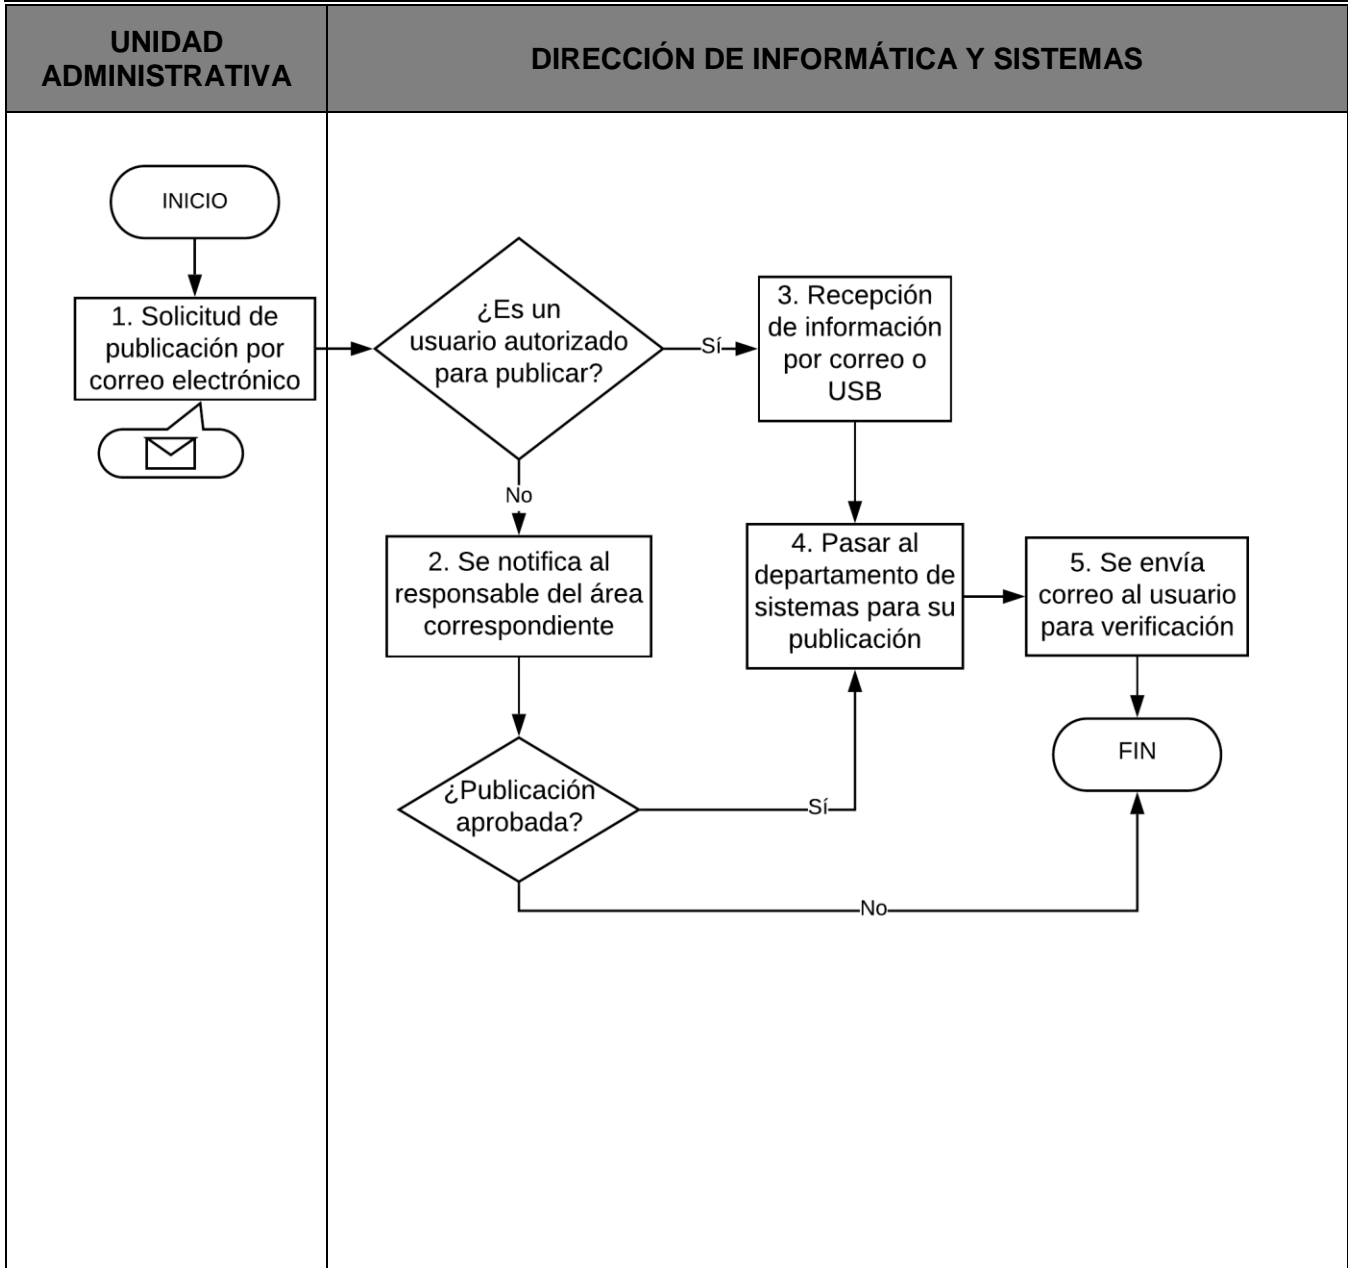 UNIDAD
ADMINISTRATIVA
DIRECCIÓN DE INFORMÁTICA Y SISTEMAS
INICIO
1. Solicitud de
publicación por
correo electrónico
¿Es un
usuario autorizado
para publicar?
Sí
3. Recepción
de información
por correo o
USB
No
2. Se notifica al
responsable del área
correspondiente
4. Pasar al
departamento de
sistemas para su
publicación
5. Se envía
correo al usuario
para verificación
FIN
¿Publicación
aprobada?
Sí
No